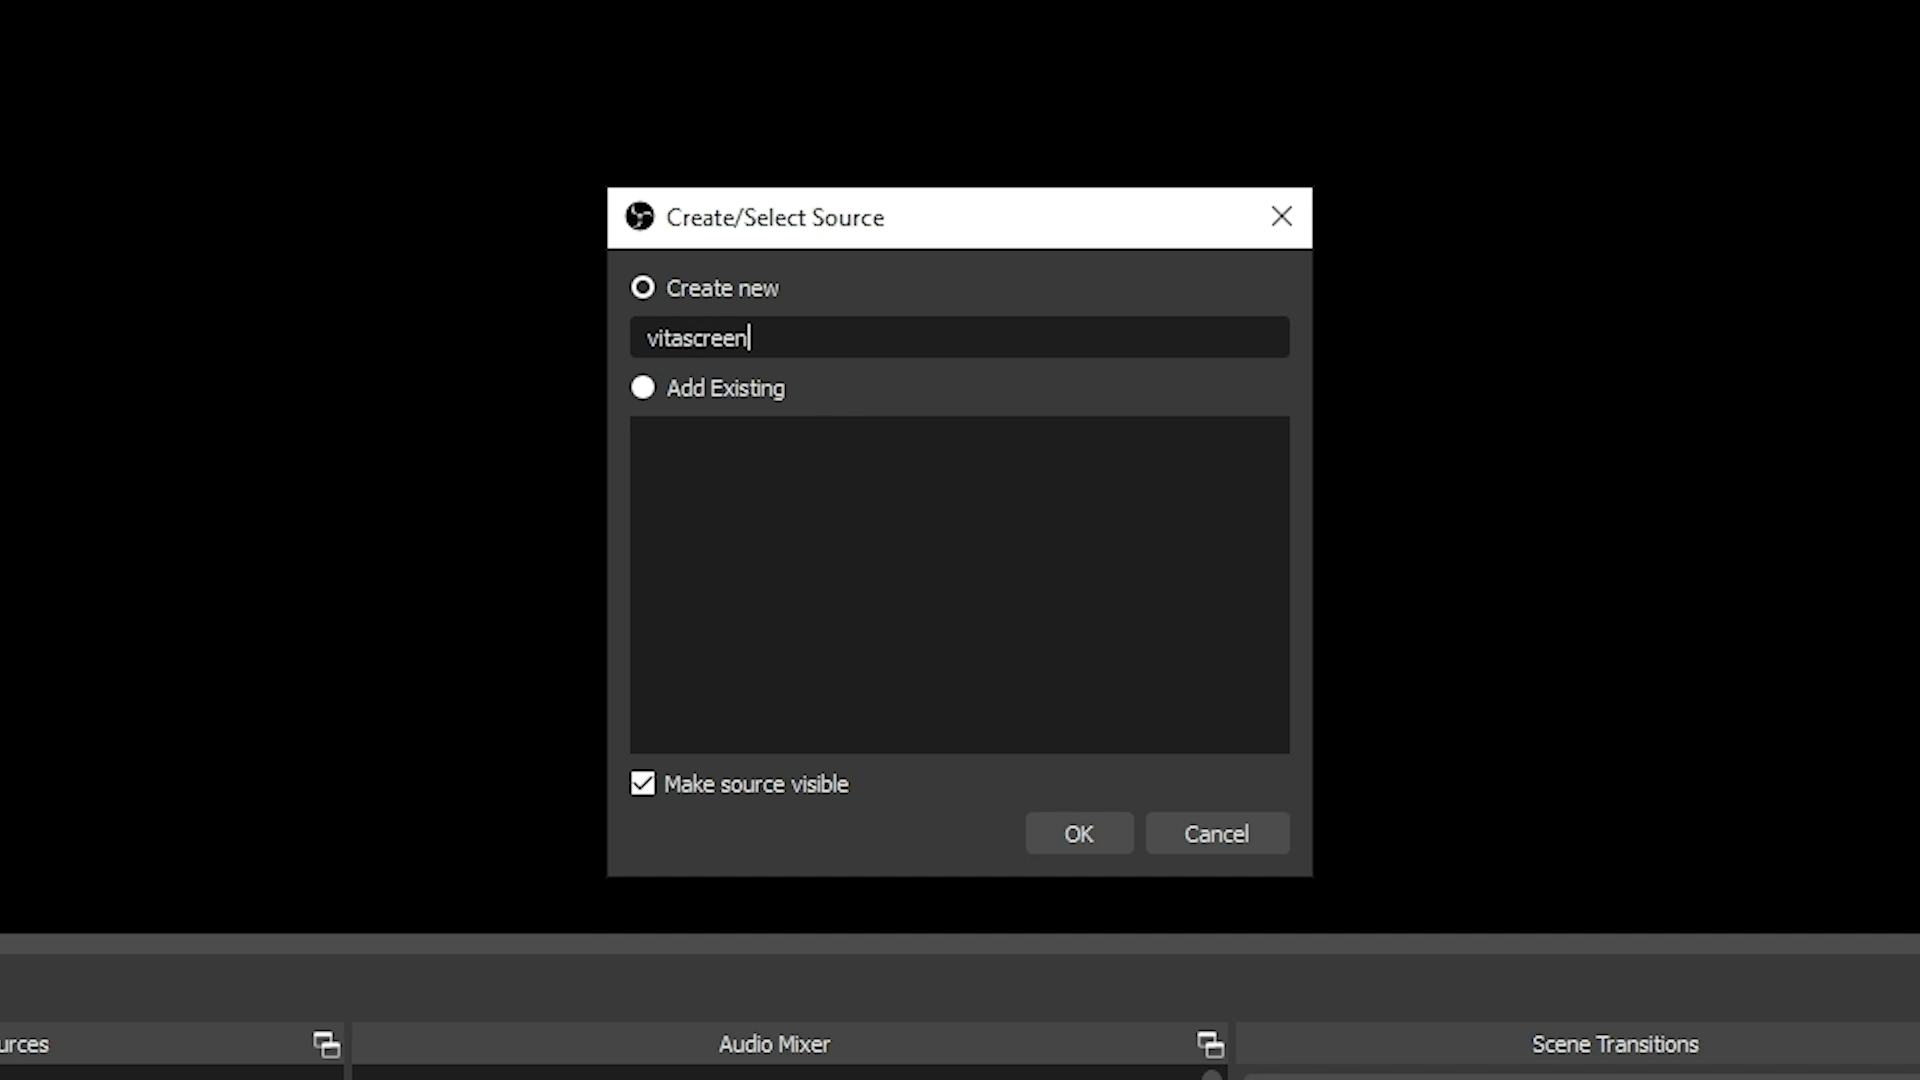 Create/Select Source
Create new
vitascreen
Add Existing
Make source visible
OK Cancel
urces Audio Mixer Scene Transitions